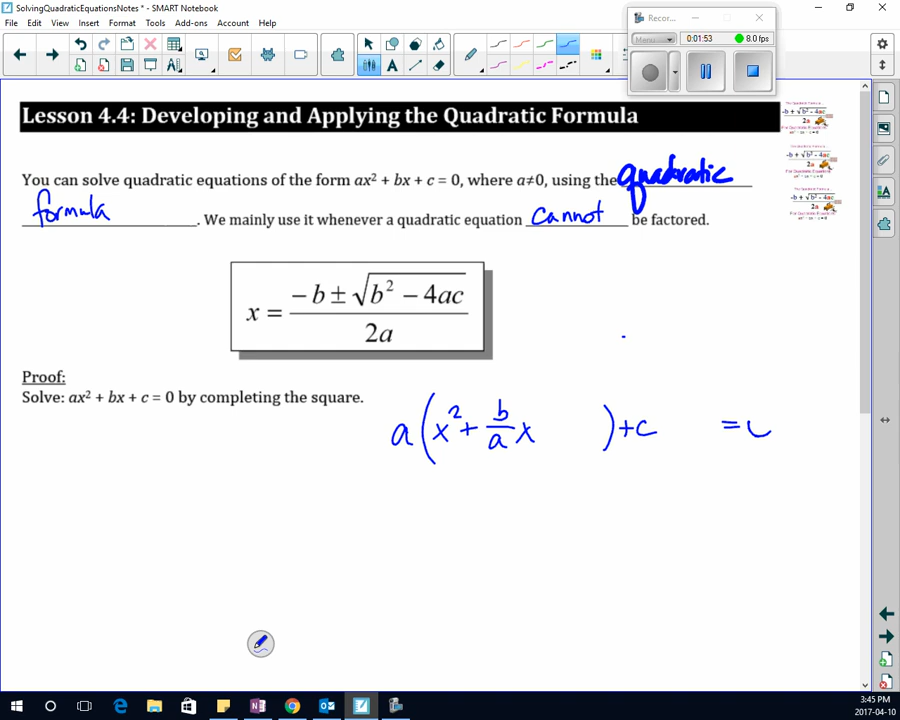 SolvingQuadraticEquationsNotes * - SMART Notebook
Recor...
File Edit View Insert Format Tools Add-ons Account Help
Menu 0:01:53 8.0 fps
Lesson 4.4: Developing and Applying the Quadratic Formula
You can solve quadratic equations of the form ax² + bx + c = 0, where a≠0, using the quadratic
formula. We mainly use it whenever a quadratic equation cannot be factored.
x = (-b ± √(b² - 4ac)) / 2a
Proof:
Solve: ax² + bx + c = 0 by completing the square.
a(x² + b/a x ) + c =
3:45 PM
2017-04-10